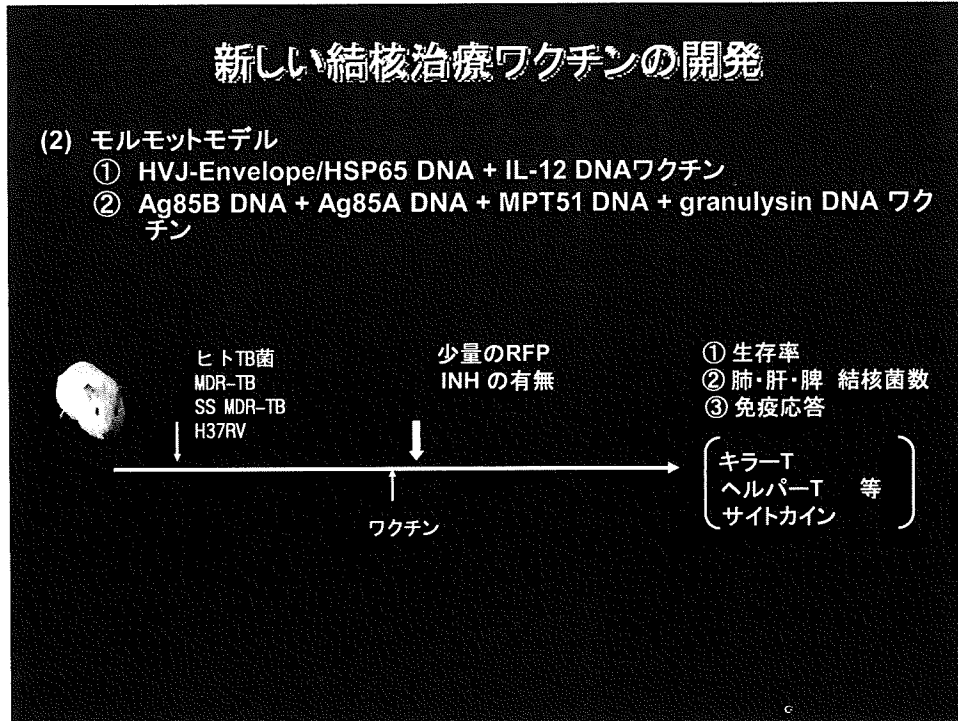 新しい結核治療ワクチンの開発
(2) モルモットモデル
① HVJ-Envelope/HSP65 DNA + IL-12 DNAワクチン
② Ag85B DNA + Ag85A DNA + MPT51 DNA + granulysin DNA ワク
チン
ヒトTB菌
MDR-TB
SS MDR-TB
H37RV
少量のRFP
INH の有無
ワクチン
① 生存率
② 肺・肝・脾 結核菌数
③ 免疫応答
キラーT
ヘルパーT 等
サイトカイン